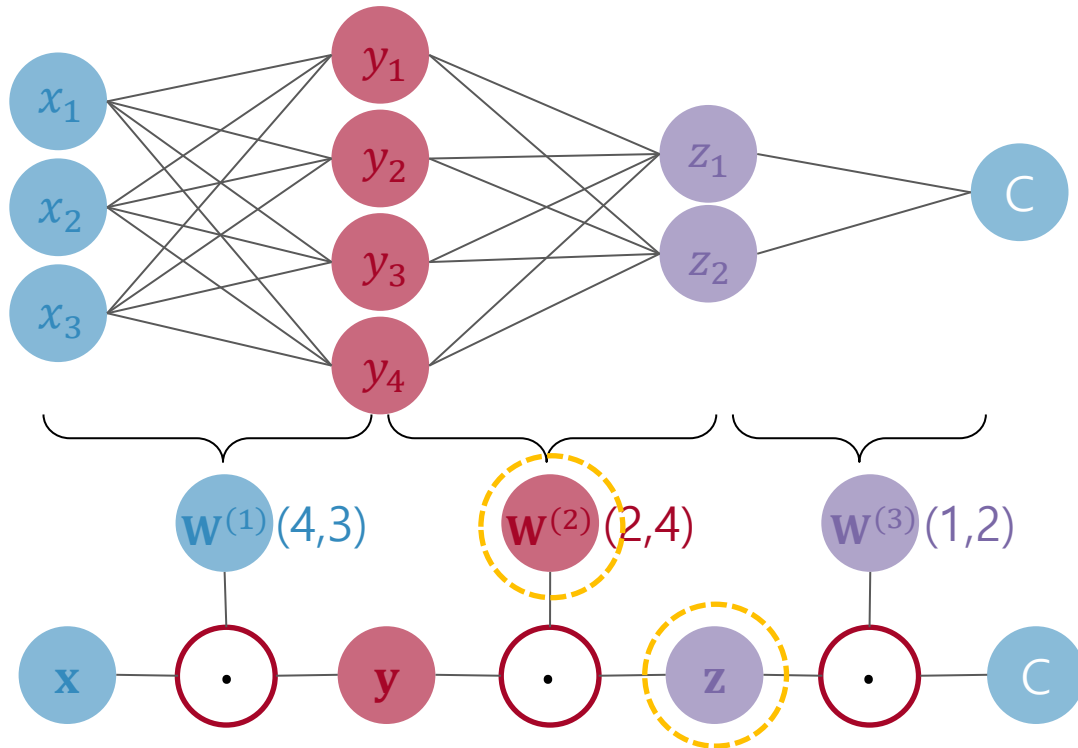 x₁
x₂
x₃
y₁
y₂
y₃
y₄
z₁
z₂
C
W⁽¹⁾ (4,3)
W⁽²⁾ (2,4)
W⁽³⁾ (1,2)
x
·
y
·
z
·
C